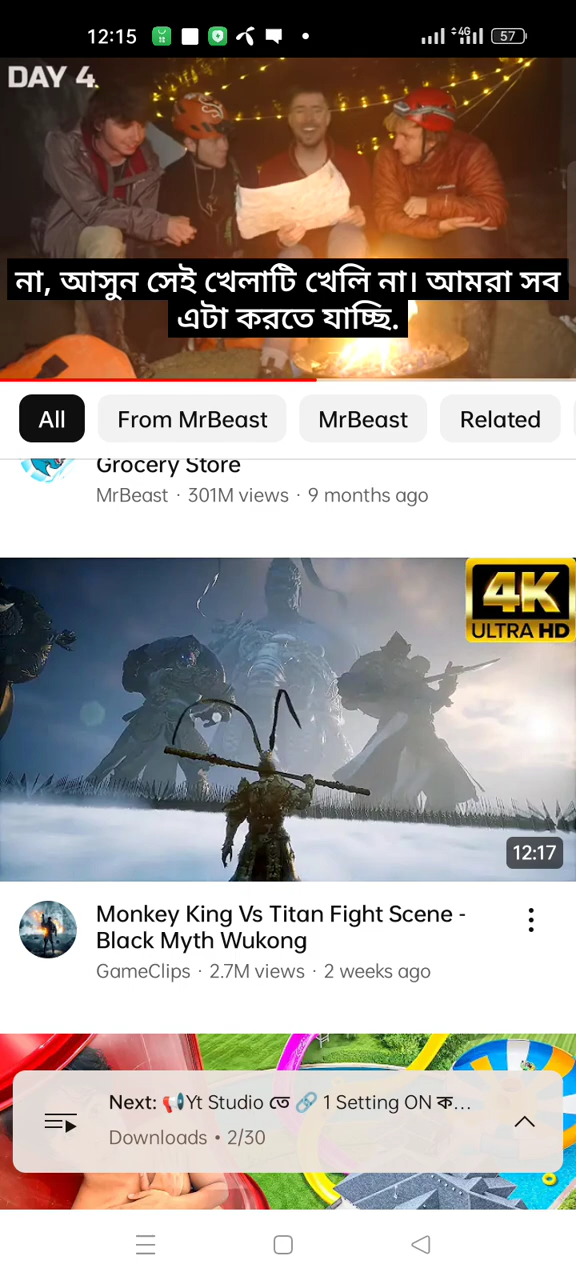 12:15
4G
57
DAY 4
না, আসুন সেই খেলাটি খেলি না। আমরা সব
এটা করতে যাচ্ছি.
All
From MrBeast
MrBeast
Related
Grocery Store
MrBeast · 301M views · 9 months ago
4K
ULTRA HD
12:17
Monkey King Vs Titan Fight Scene -
Black Myth Wukong
GameClips · 2.7M views · 2 weeks ago
Next: 📢Yt Studio তে 🔗 1 Setting ON ক...
Downloads • 2/30